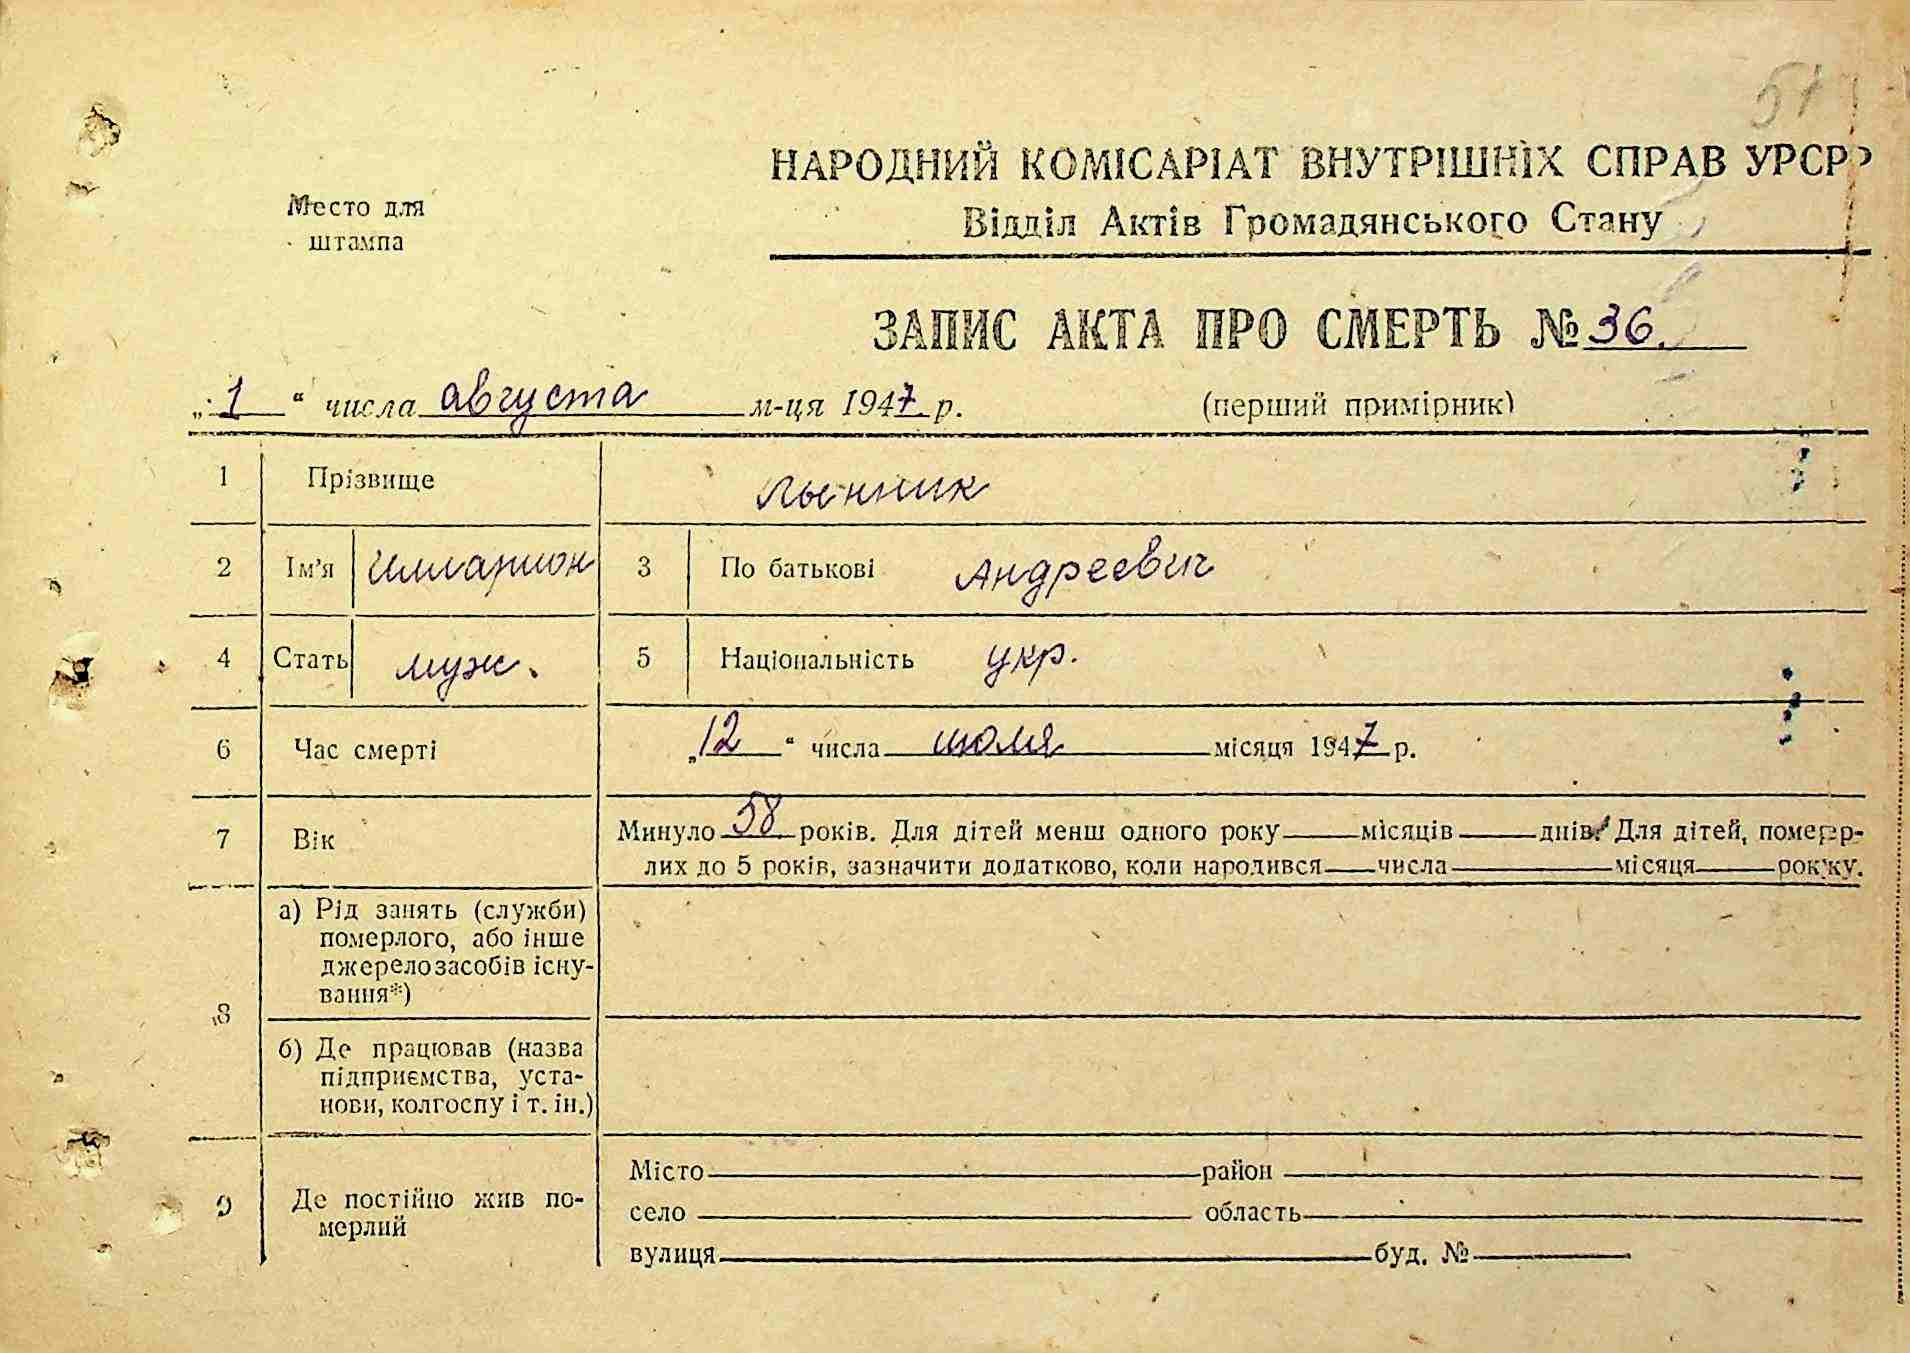 57
НАРОДНИЙ КОМІСАРІАТ ВНУТРІШНІХ СПРАВ УРСР
Место для
штампа
Відділ Актів Громадянського Стану
ЗАПИС АКТА ПРО СМЕРТЬ № 36.
„1“ числа августа м-ця 1947 р. (перший примірник)
1 Прізвище Лынник
2 Ім'я Илларион 3 По батькові Андреевич
4 Стать муж. 5 Національність укр.
6 Час смерті „12“ числа июля місяця 1947 р.
7 Вік Минуло 58 років. Для дітей менш одного року місяців днів. Для дітей, померлих до 5 років, зазначити додатково, коли народився числа місяця року.
8 а) Рід занять (служби)
померлого, або інше
джерело засобів існу-
вання*)
б) Де працював (назва
підприємства, уста-
нови, колгоспу і т. ін.)
9 Де постійно жив по-
мерлий
Місто район
село область
вулиця буд. №